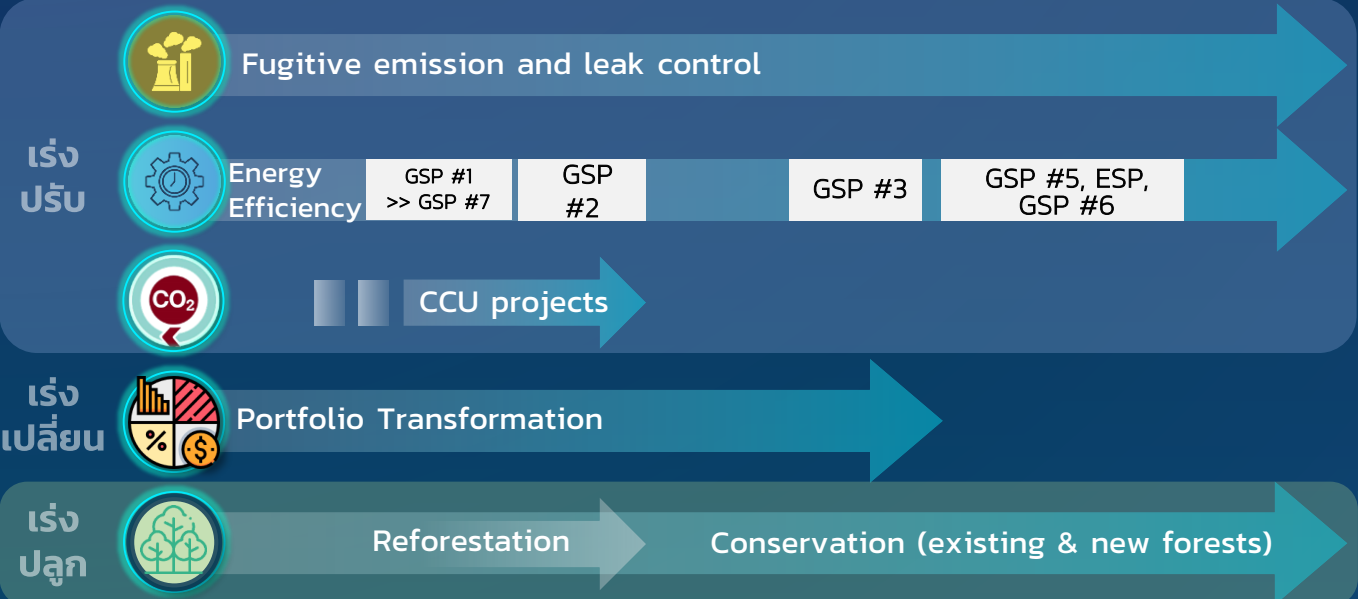 Fugitive emission and leak control
เร่ง
ปรับ
Energy
Efficiency
GSP #1
>> GSP #7
GSP
#2
GSP #3
GSP #5, ESP,
GSP #6
CO₂
CCU projects
เร่ง
เปลี่ยน
%
$
Portfolio Transformation
เร่ง
ปลูก
Reforestation
Conservation (existing & new forests)